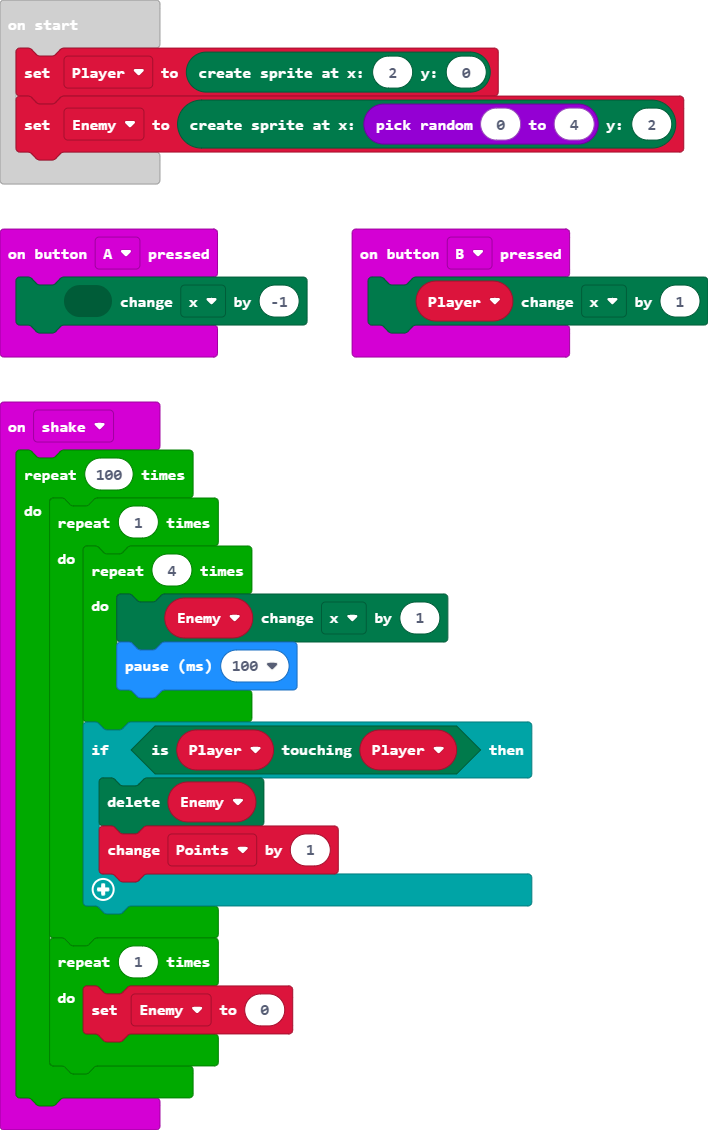 on start
set Player to create sprite at x: 2 y: 0
set Enemy to create sprite at x: pick random 0 to 4 y: 2
on button A pressed
change x by -1
on button B pressed
Player change x by 1
on shake
repeat 100 times
do
repeat 1 times
do
repeat 4 times
do
Enemy change x by 1
pause (ms) 100
if is Player touching Player then
delete Enemy
change Points by 1
repeat 1 times
do
set Enemy to 0